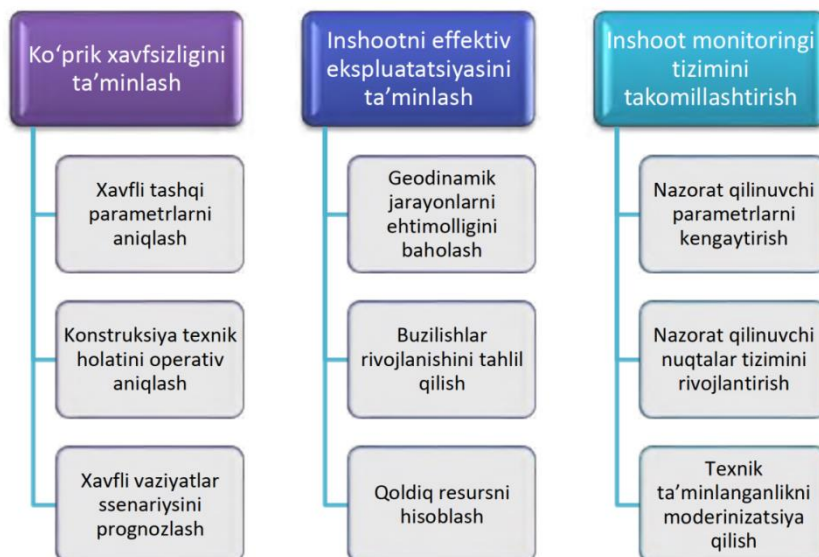 Ko‘prik xavfsizligini
ta’minlash
Xavfli tashqi
parametrlarni
aniqlash
Konstruksiya texnik
holatini operativ
aniqlash
Xavfli vaziyatlar
ssenariysini
prognozlash
Inshootni effektiv
ekspluatatsiyasini
ta’minlash
Geodinamik
jarayonlarni
ehtimolligini
baholash
Buzilishlar
rivojlanishini tahlil
qilish
Qoldiq resursni
hisoblash
Inshoot monitoringi
tizimini
takomillashtirish
Nazorat qilinuvchi
parametrlarni
kengaytirish
Nazorat qilinuvchi
nuqtalar tizimini
rivojlantirish
Texnik
ta’minlanganlikni
moderinizatsiya
qilish